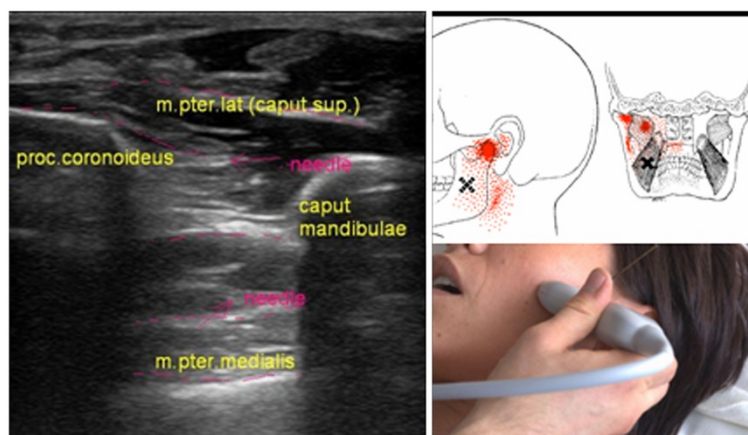 m.pter.lat (caput sup.)
proc.coronoideus
needle
caput
mandibulae
needle
m.pter.medialis